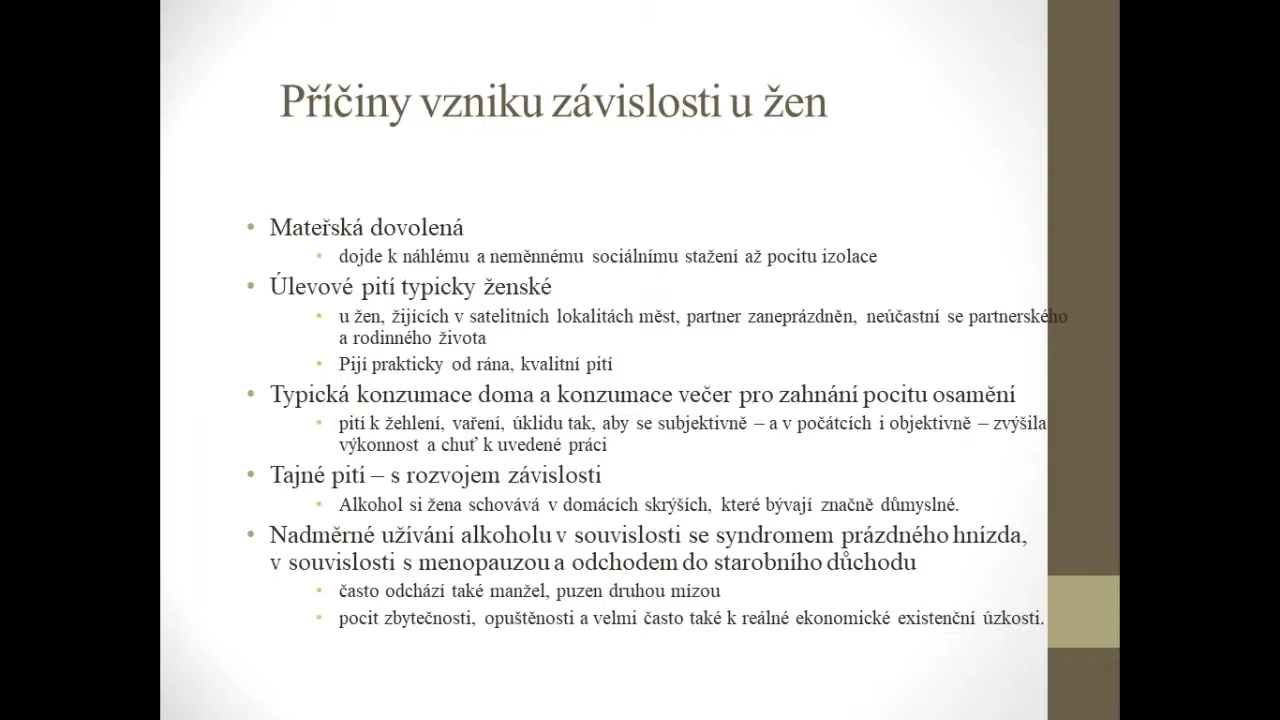 Příčiny vzniku závislosti u žen
• Mateřská dovolená
• dojde k náhlému a neměnnému sociálnímu stažení až pocitu izolace
• Úlevové pití typicky ženské
• u žen, žijících v satelitních lokalitách měst, partner zaneprázdněn, neúčastní se partnerského
a rodinného života
• Pijí prakticky od rána, kvalitní pití
• Typická konzumace doma a konzumace večer pro zahnání pocitu osamění
• pití k žehlení, vaření, úklidu tak, aby se subjektivně – a v počátcích i objektivně – zvýšila
výkonnost a chuť k uvedené práci
• Tajné pití – s rozvojem závislosti
• Alkohol si žena schovává v domácích skrýších, které bývají značně důmyslné.
• Nadměrné užívání alkoholu v souvislosti se syndromem prázdného hnízda,
v souvislosti s menopauzou a odchodem do starobního důchodu
• často odchází také manžel, puzen druhou mízou
• pocit zbytečnosti, opuštěnosti a velmi často také k reálné ekonomické existenční úzkosti.